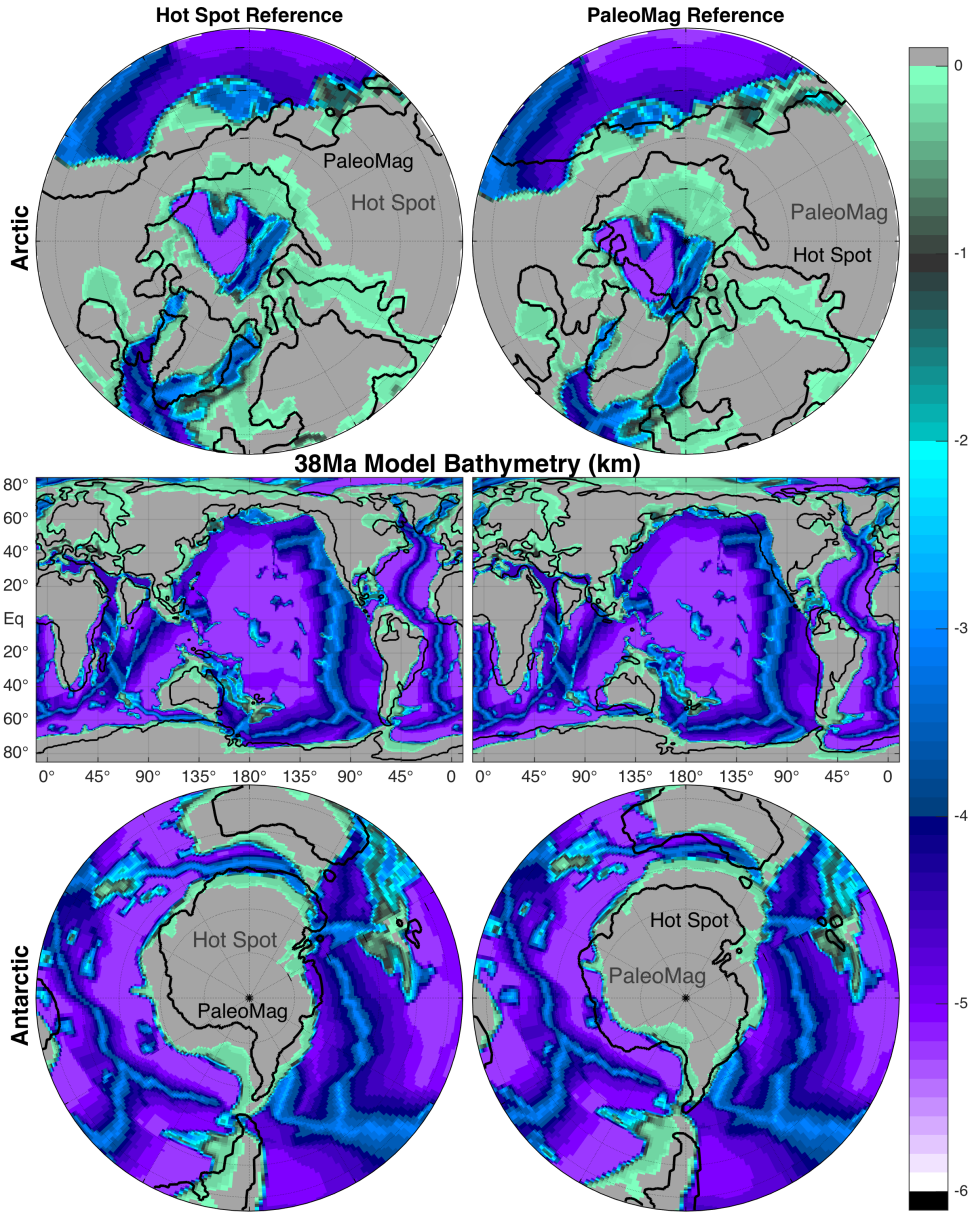 Hot Spot Reference
PaleoMag Reference
Arctic
PaleoMag
Hot Spot
PaleoMag
Hot Spot
38Ma Model Bathymetry (km)
80°
60°
40°
20°
Eq
20°
40°
60°
80°
0° 45° 90° 135° 180° 135° 90° 45° 0
0° 45° 90° 135° 180° 135° 90° 45° 0
Antarctic
Hot Spot
PaleoMag
Hot Spot
PaleoMag
0
-1
-2
-3
-4
-5
-6